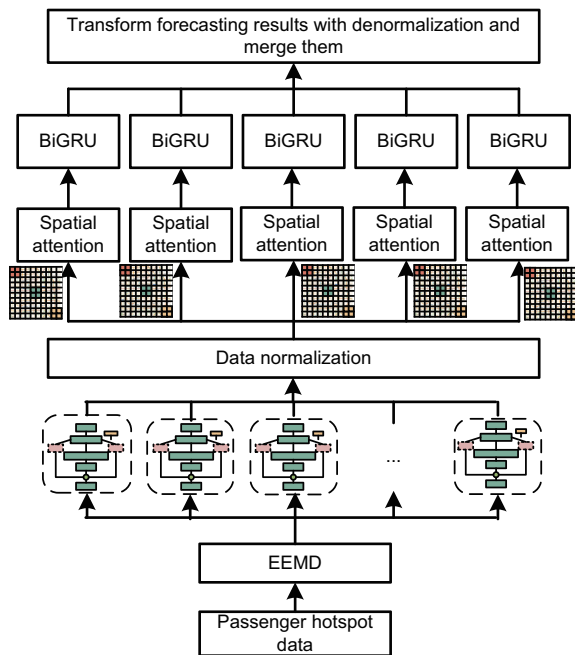 Transform forecasting results with denormalization and
merge them
BiGRU
BiGRU
BiGRU
BiGRU
BiGRU
Spatial
attention
Spatial
attention
Spatial
attention
Spatial
attention
Spatial
attention
Data normalization
...
EEMD
Passenger hotspot
data